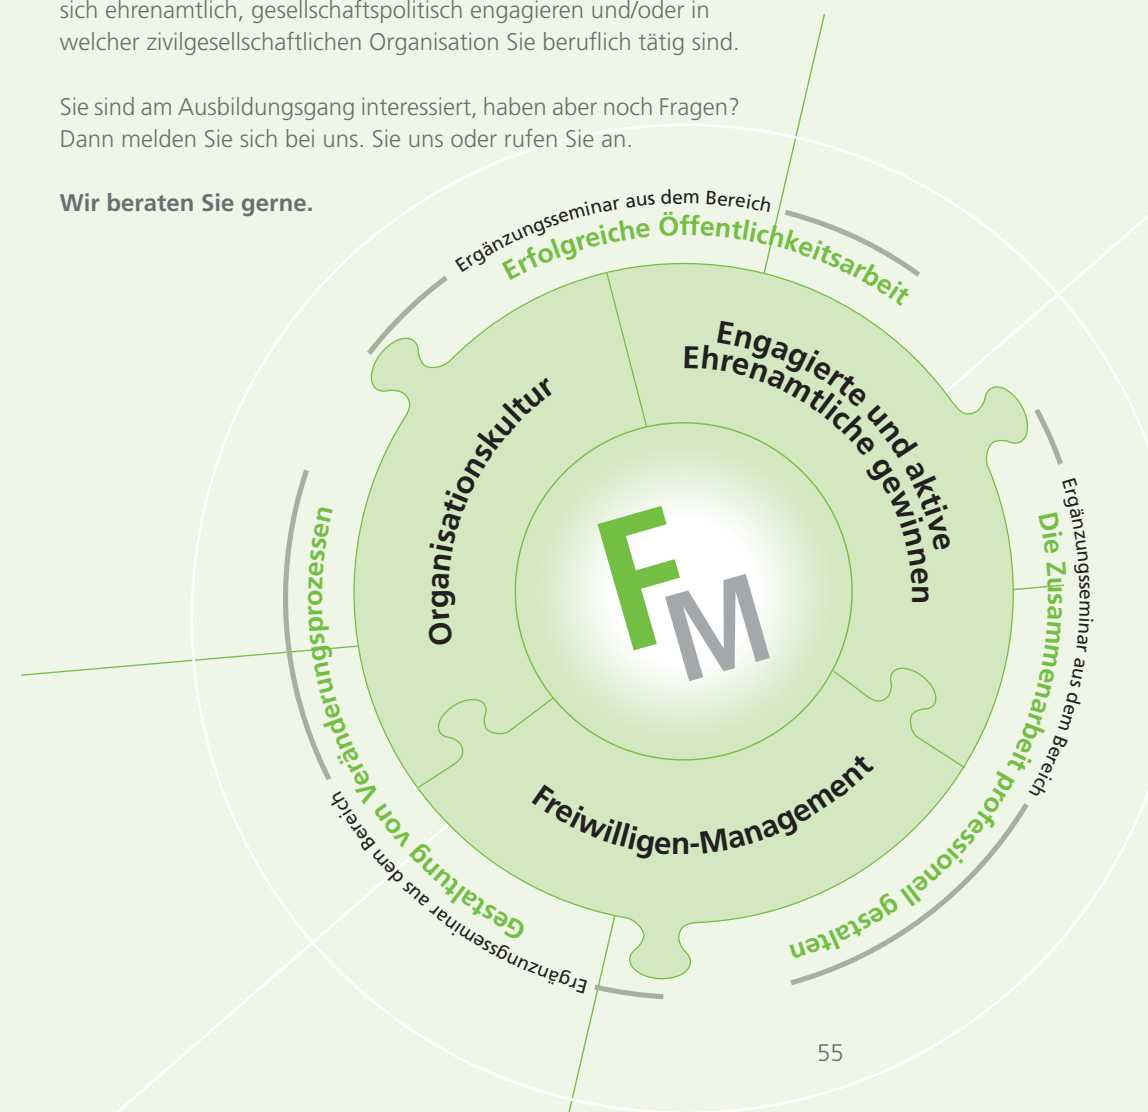 sich ehrenamtlich, gesellschaftspolitisch engagieren und/oder in
welcher zivilgesellschaftlichen Organisation Sie beruflich tätig sind.
Sie sind am Ausbildungsgang interessiert, haben aber noch Fragen?
Dann melden Sie sich bei uns. Sie uns oder rufen Sie an.
Wir beraten Sie gerne.
Ergänzungsseminar aus dem Bereich
Erfolgreiche Öffentlichkeitsarbeit
Engagierte und aktive
Ehrenamtliche gewinnen
Organisationskultur
Ergänzungsseminar aus dem Bereich
Die Zusammenarbeit professionell gestalten
FM
Freiwilligen-Management
Gestaltung von Veränderungsprozessen
Ergänzungsseminar aus dem Bereich
55